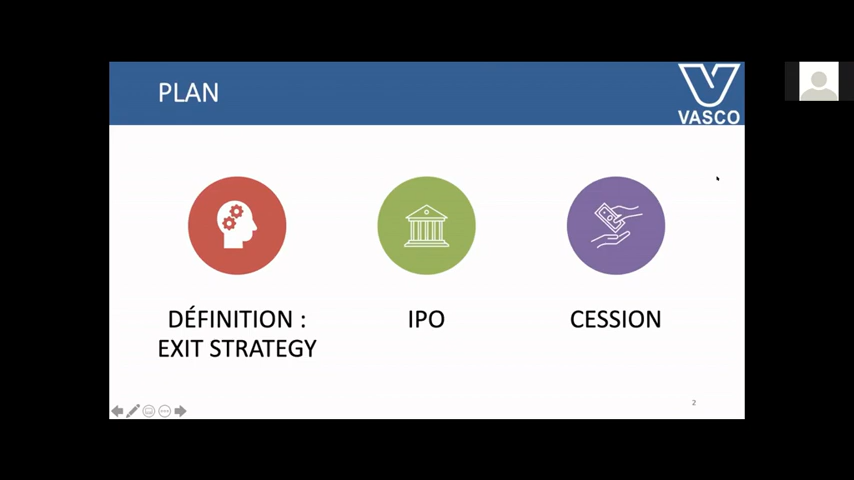 PLAN
VASCO
DÉFINITION :
EXIT STRATEGY
IPO
CESSION
2